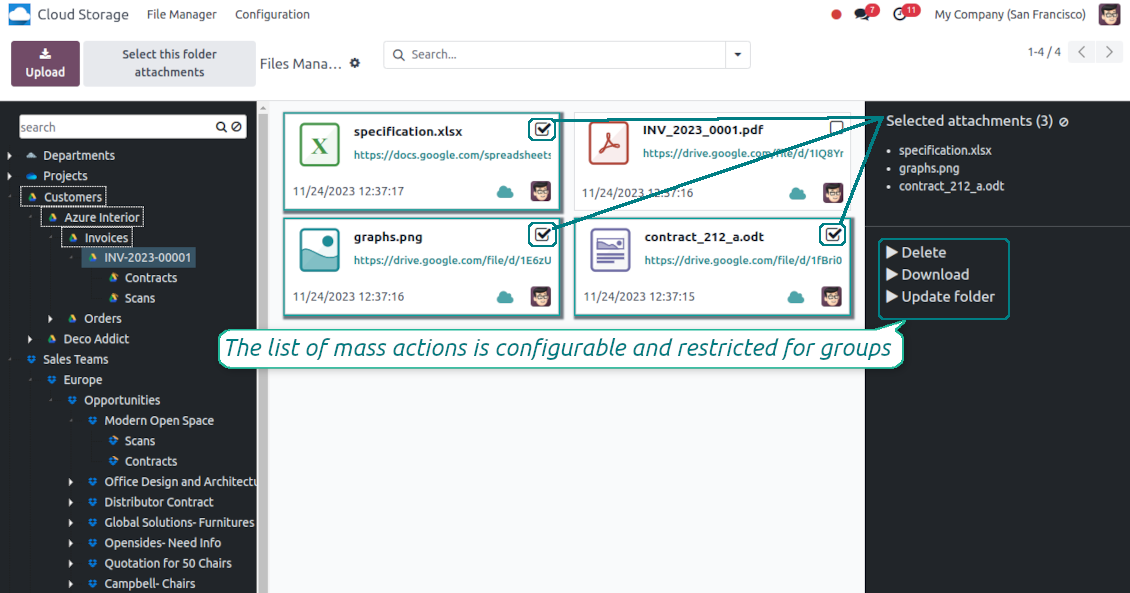 Cloud Storage File Manager Configuration 7 11 My Company (San Francisco)
Upload
Select this folder attachments
Files Mana... Search... 1-4 / 4
search
Departments
Projects
Customers
Azure Interior
Invoices
INV-2023-00001
Contracts
Scans
Orders
Deco Addict
Sales Teams
Europe
Opportunities
Modern Open Space
Scans
Contracts
Office Design and Architectu
Distributor Contract
Global Solutions- Furnitures
Opensides- Need Info
Quotation for 50 Chairs
Campbell- Chairs
X
specification.xlsx
https://docs.google.com/spreadsheets
11/24/2023 12:37:17
INV_2023_0001.pdf
https://drive.google.com/file/d/1IQ8Yr
11/24/2023 12:37:16
graphs.png
https://drive.google.com/file/d/1E6zU
11/24/2023 12:37:16
contract_212_a.odt
https://drive.google.com/file/d/1fBri0
11/24/2023 12:37:15
The list of mass actions is configurable and restricted for groups
Selected attachments (3)
• specification.xlsx
• graphs.png
• contract_212_a.odt
Delete
Download
Update folder